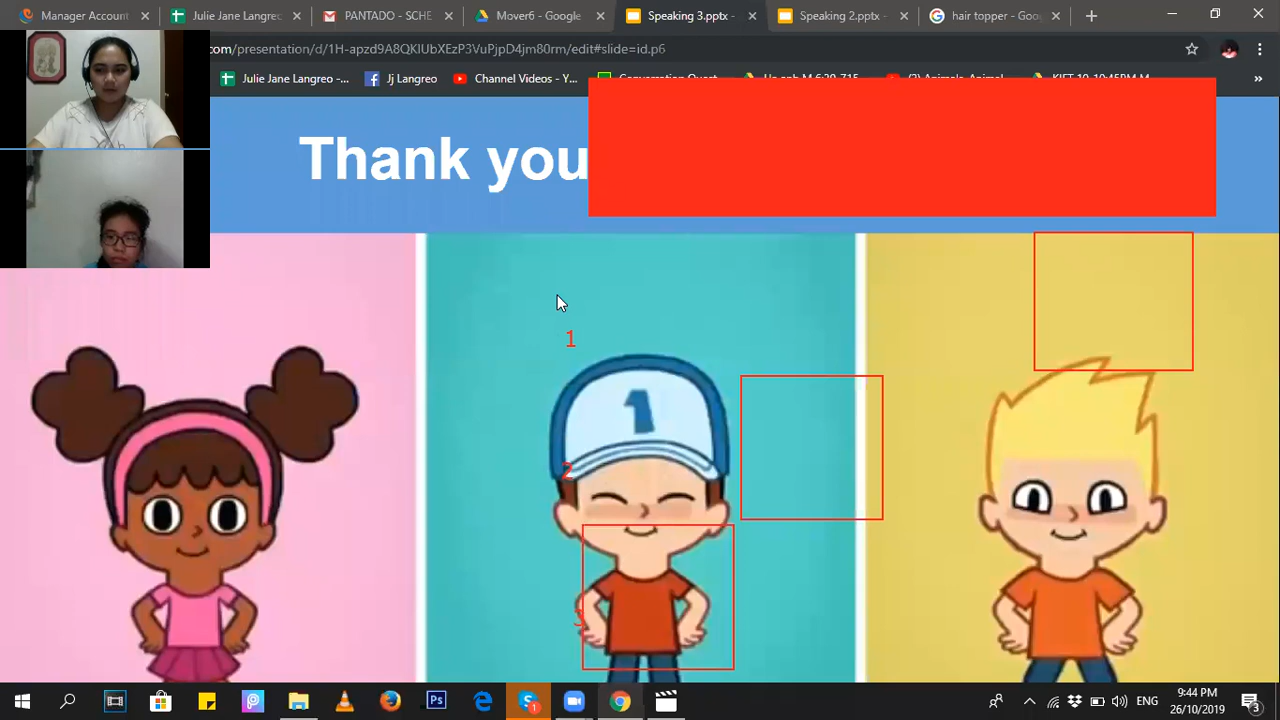 Manager Account
Julie Jane Langreo
PANTADO - SCHE
Mover6 - Google
Speaking 3.pptx -
Speaking 2.pptx -
hair topper - Goo
com/presentation/d/1H-apzd9A8QKIUbXEzP3VuPjpD4jm80rm/edit#slide=id.p6
Julie Jane Langreo -...
Jj Langreo
Channel Videos - Y...
Thank you
1
1
2
3
ENG
9:44 PM
26/10/2019